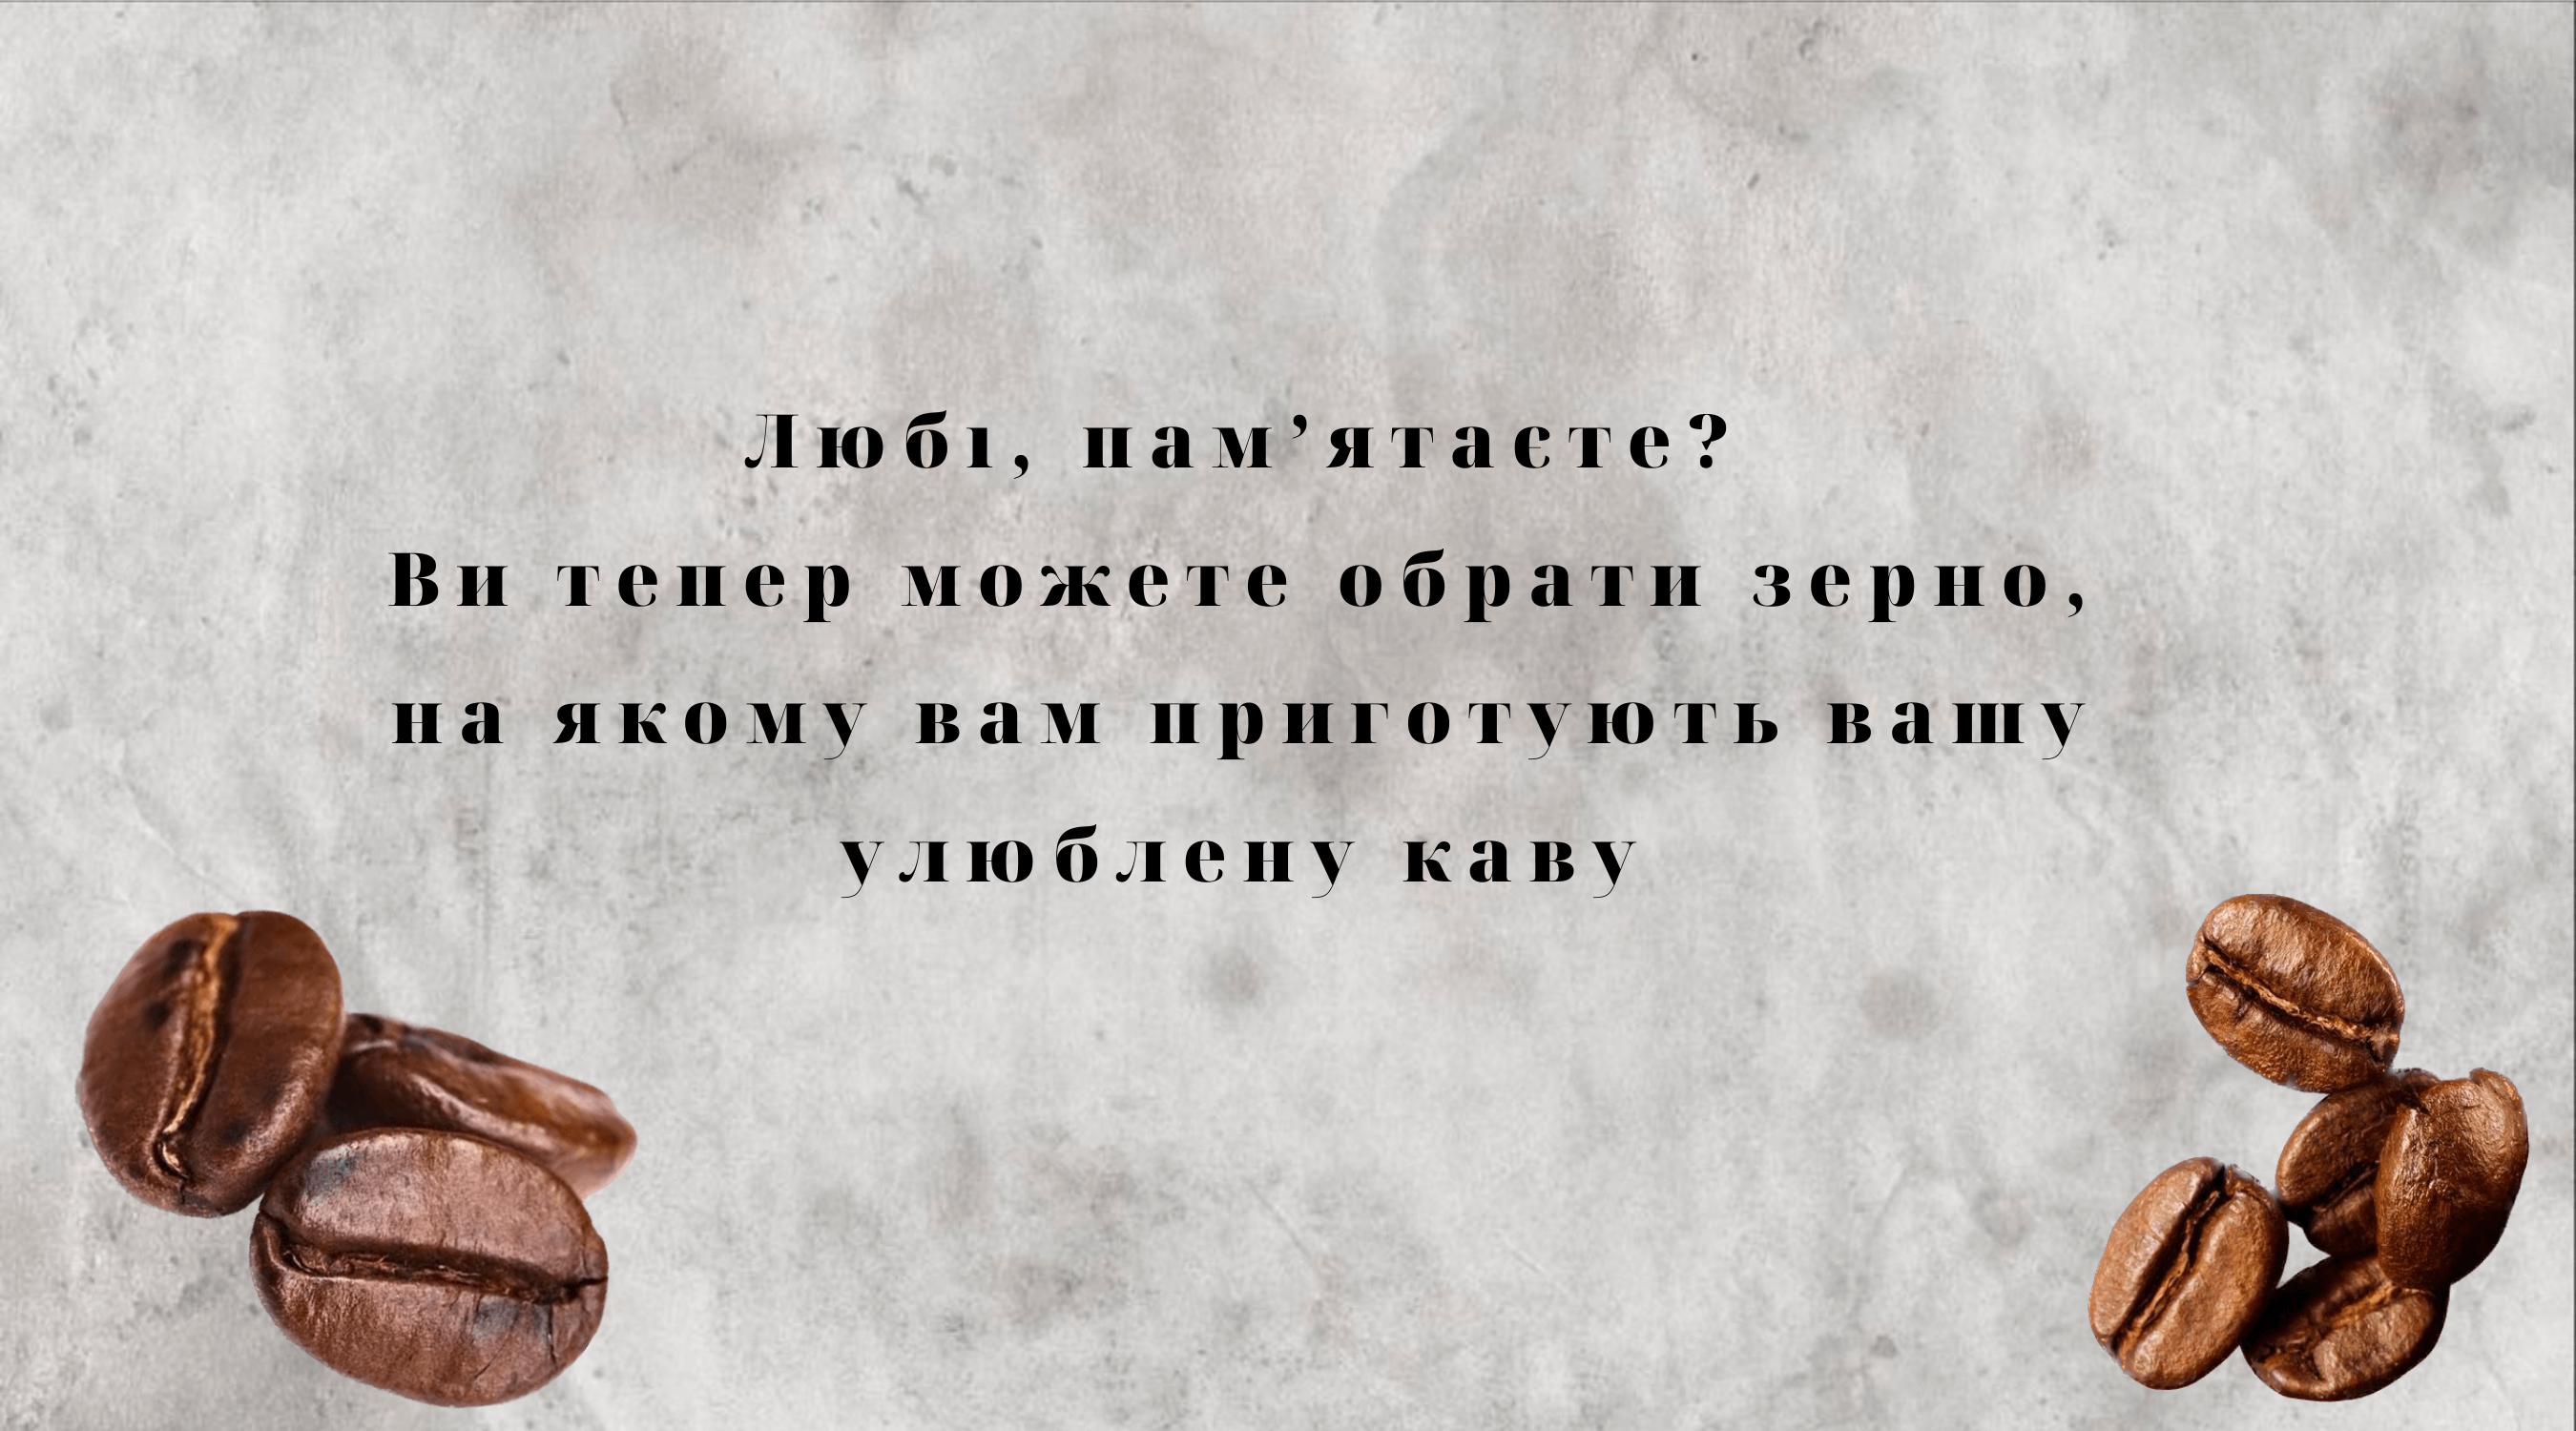 Любі, пам’ятаєте?
Ви тепер можете обрати зерно,
на якому вам приготують вашу
улюблену каву